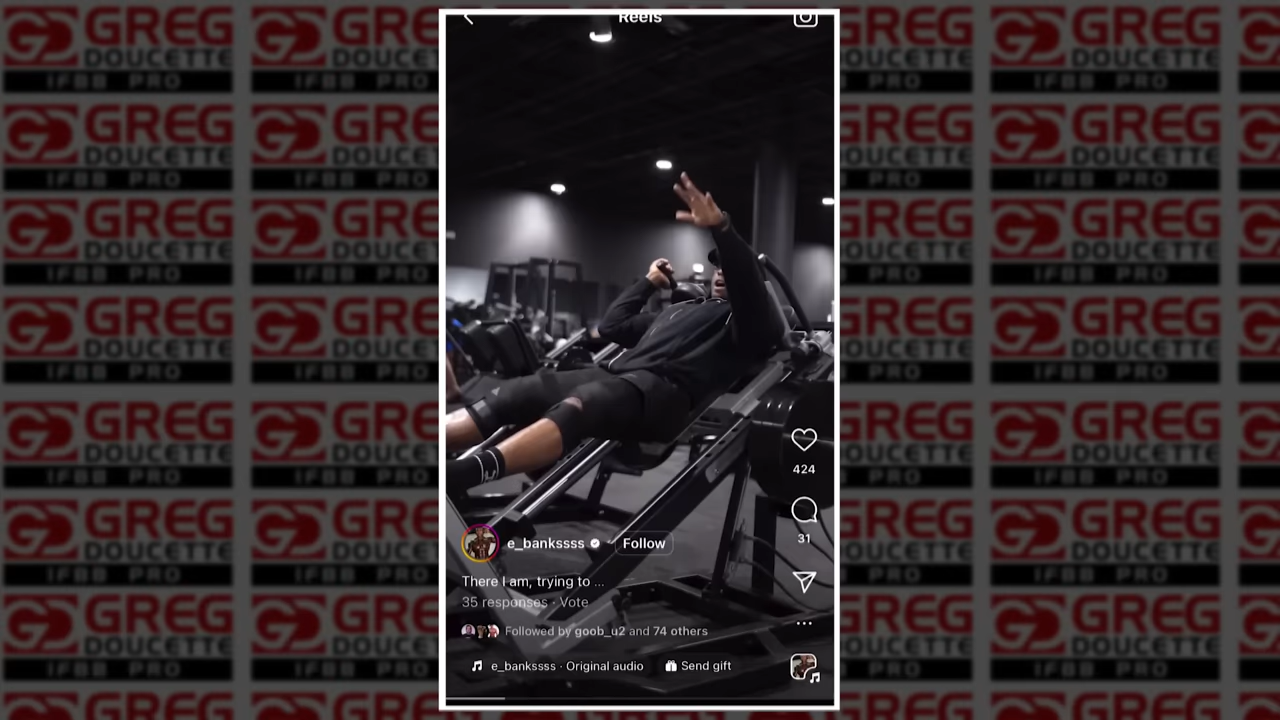 Reels
GREG
DOUCETTE
IFBB PRO
424
31
e_bankssss
Follow
There I am, trying to ...
35 responses · Vote
Followed by goob_u2 and 74 others
e_bankssss · Original audio
Send gift